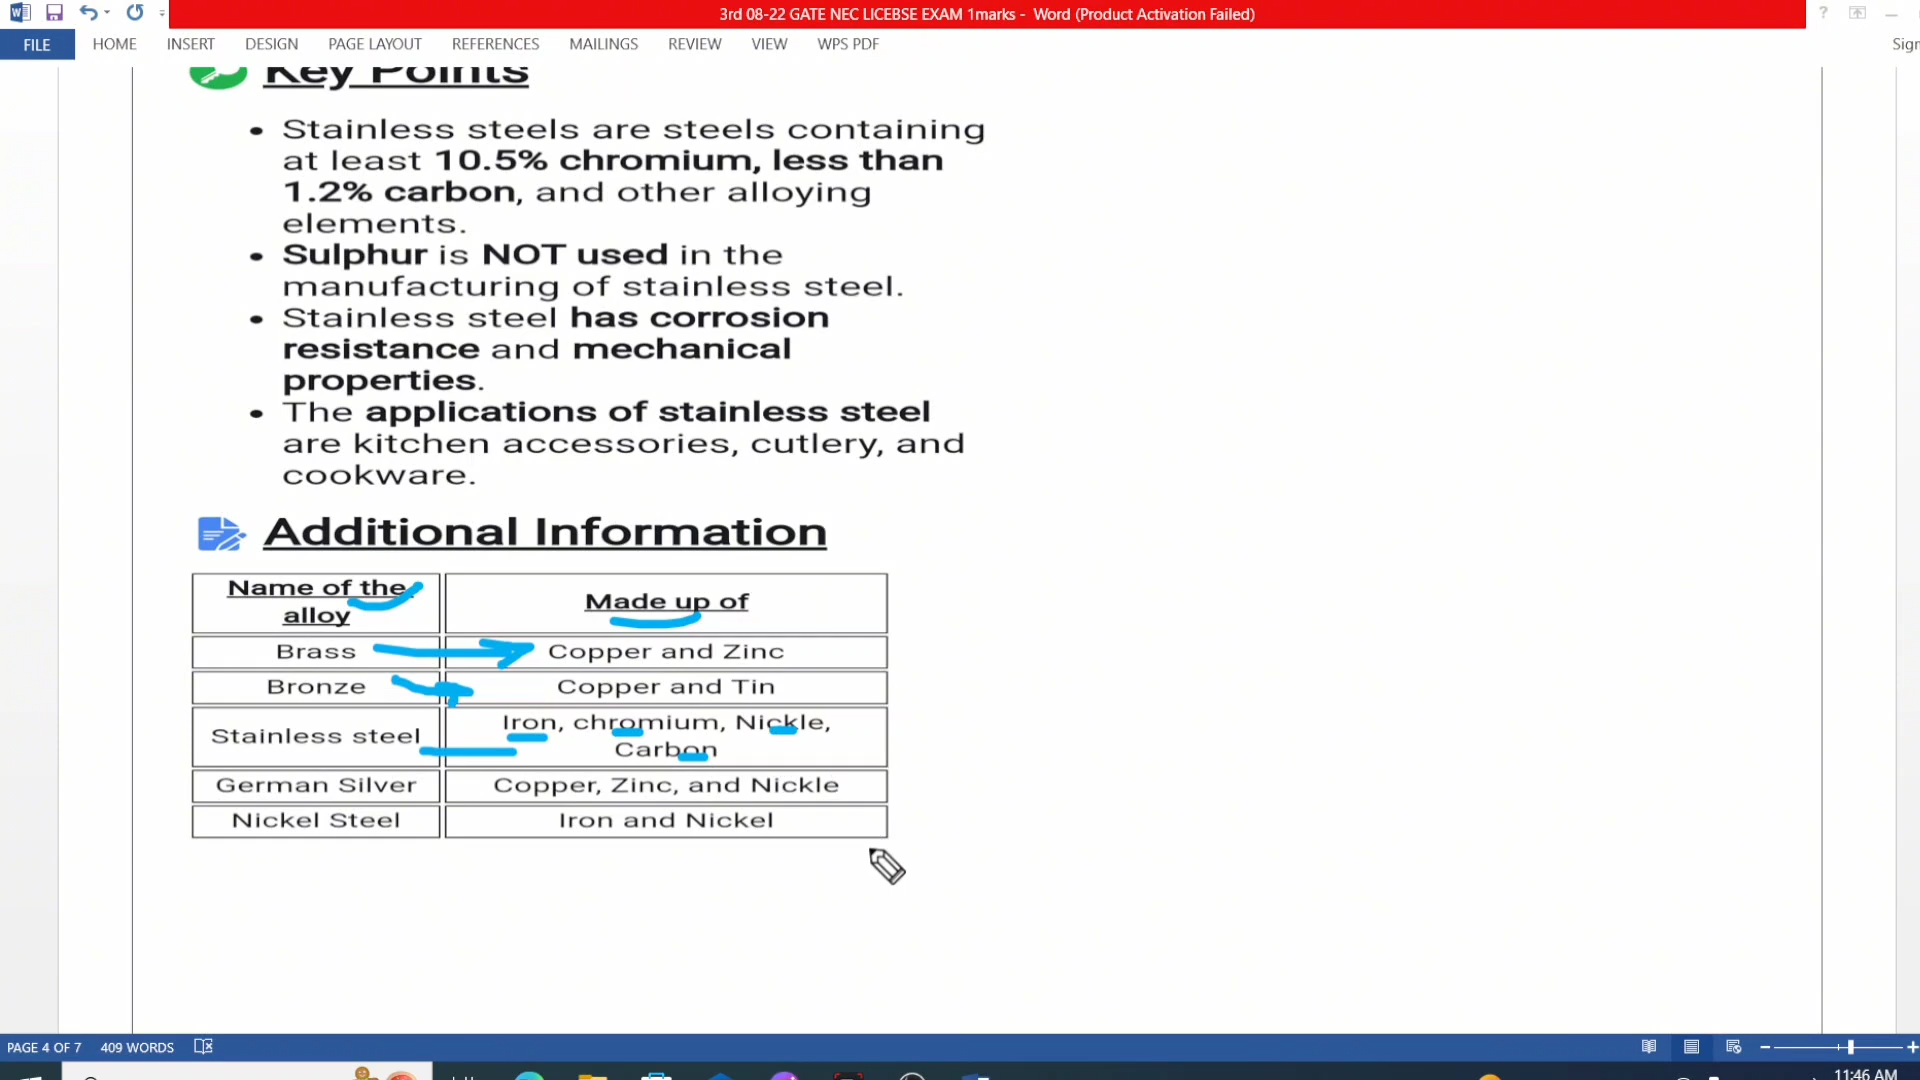 3rd 08-22 GATE NEC LICEBSE EXAM 1marks - Word (Product Activation Failed)
?
FILE HOME INSERT DESIGN PAGE LAYOUT REFERENCES MAILINGS REVIEW VIEW WPS PDF
Key Points
• Stainless steels are steels containing
at least 10.5% chromium, less than
1.2% carbon, and other alloying
elements.
• Sulphur is NOT used in the
manufacturing of stainless steel.
• Stainless steel has corrosion
resistance and mechanical
properties.
• The applications of stainless steel
are kitchen accessories, cutlery, and
cookware.
Additional Information
Name of the
alloy
Made up of
Brass Copper and Zinc
Bronze Copper and Tin
Stainless steel
Iron, chromium, Nickle,
Carbon
German Silver Copper, Zinc, and Nickle
Nickel Steel Iron and Nickel
PAGE 4 OF 7 409 WORDS
11:46 AM